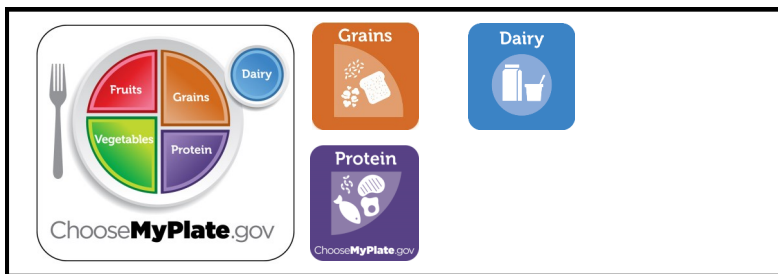 Fruits
Grains
Dairy
Vegetables
Protein
ChooseMyPlate.gov
Grains
Dairy
Protein
ChooseMyPlate.gov